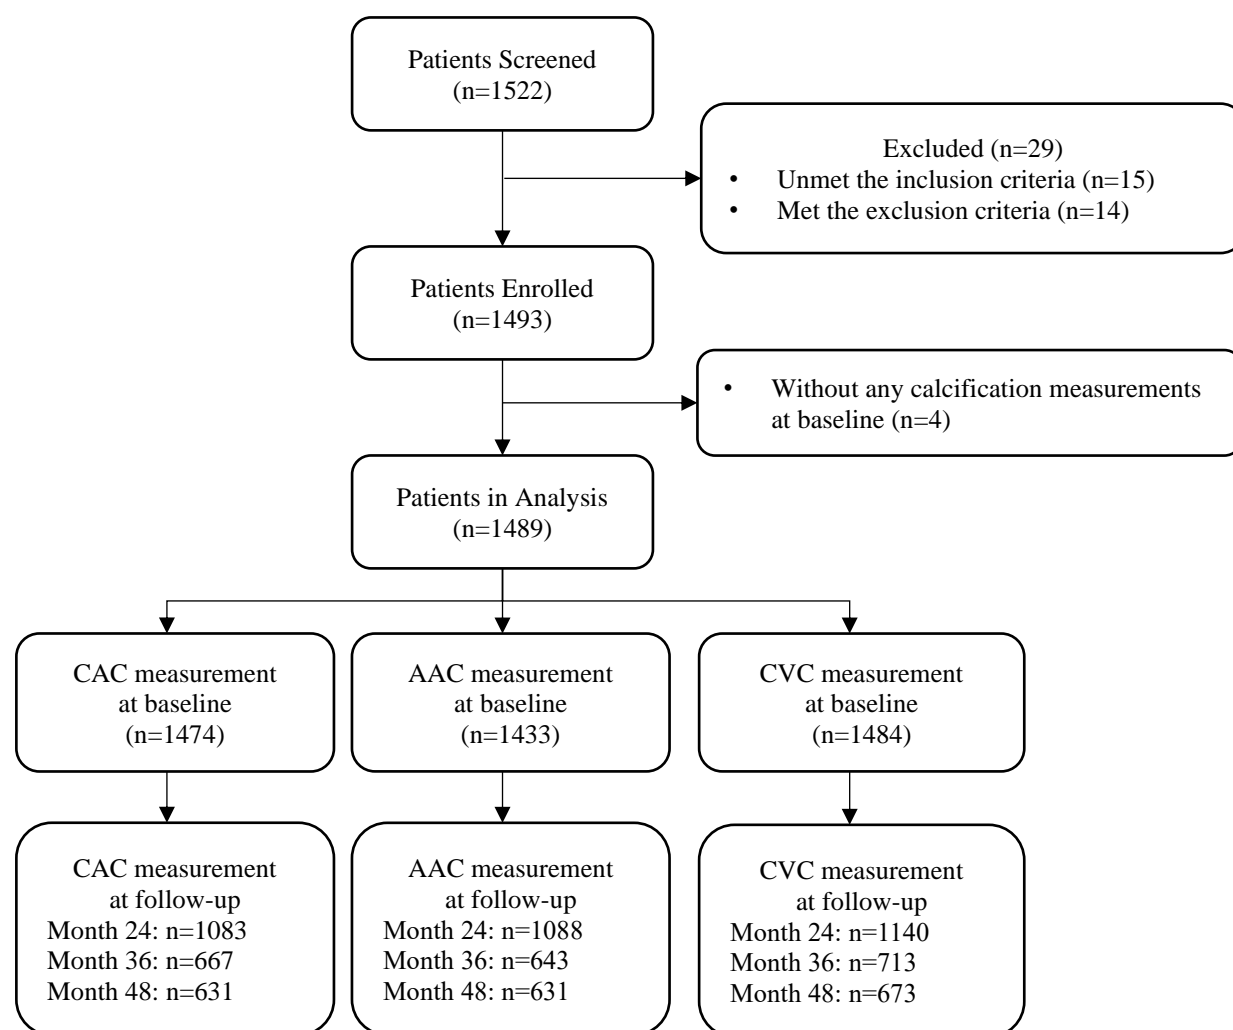 Patients Screened
(n=1522)
Excluded (n=29)
• Unmet the inclusion criteria (n=15)
• Met the exclusion criteria (n=14)
Patients Enrolled
(n=1493)
• Without any calcification measurements
at baseline (n=4)
Patients in Analysis
(n=1489)
CAC measurement
at baseline
(n=1474)
AAC measurement
at baseline
(n=1433)
CVC measurement
at baseline
(n=1484)
CAC measurement
at follow-up
Month 24: n=1083
Month 36: n=667
Month 48: n=631
AAC measurement
at follow-up
Month 24: n=1088
Month 36: n=643
Month 48: n=631
CVC measurement
at follow-up
Month 24: n=1140
Month 36: n=713
Month 48: n=673